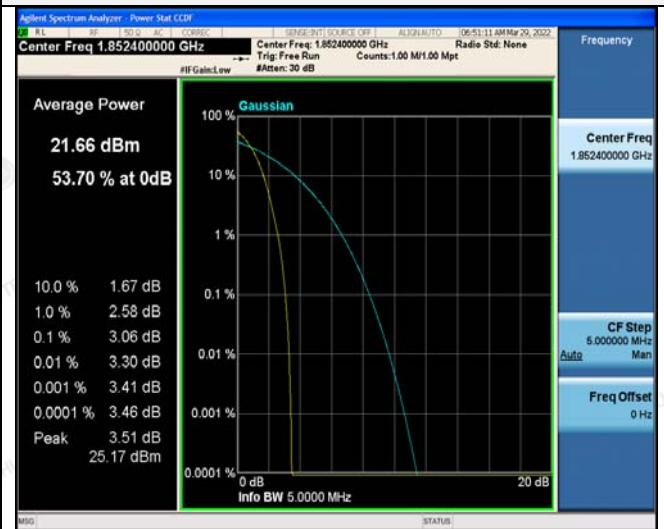 Agilent Spectrum Analyzer - Power Stat CCDF
RL RF 50 Ω AC CORREC SENSE:INT SOURCE OFF ALIGN AUTO 06:51:11 AM Mar 29, 2022
Center Freq 1.852400000 GHz
Center Freq: 1.852400000 GHz Radio Std: None
Trig: Free Run Counts:1.00 M/1.00 Mpt
#IFGain:Low #Atten: 30 dB
Frequency
Average Power
21.66 dBm
53.70 % at 0dB
10.0 % 1.67 dB
1.0 % 2.58 dB
0.1 % 3.06 dB
0.01 % 3.30 dB
0.001 % 3.41 dB
0.0001 % 3.46 dB
Peak 3.51 dB
25.17 dBm
Gaussian
100 %
10 %
1 %
0.1 %
0.01 %
0.001 %
0.0001 %
0 dB 20 dB
Info BW 5.0000 MHz
Center Freq
1.852400000 GHz
CF Step
5.000000 MHz
Auto Man
Freq Offset
0 Hz
MSG STATUS